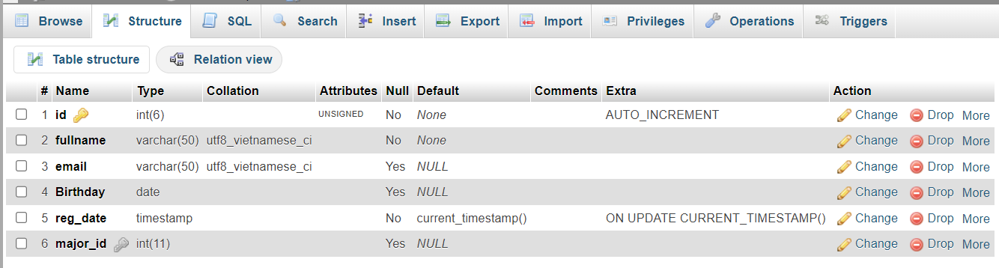 Browse Structure SQL Search Insert Export Import Privileges Operations Triggers
Table structure Relation view
# Name Type Collation Attributes Null Default Comments Extra Action
1 id int(6) UNSIGNED No None AUTO_INCREMENT Change Drop More
2 fullname varchar(50) utf8_vietnamese_ci No None Change Drop More
3 email varchar(50) utf8_vietnamese_ci Yes NULL Change Drop More
4 Birthday date Yes NULL Change Drop More
5 reg_date timestamp No current_timestamp() ON UPDATE CURRENT_TIMESTAMP() Change Drop More
6 major_id int(11) Yes NULL Change Drop More